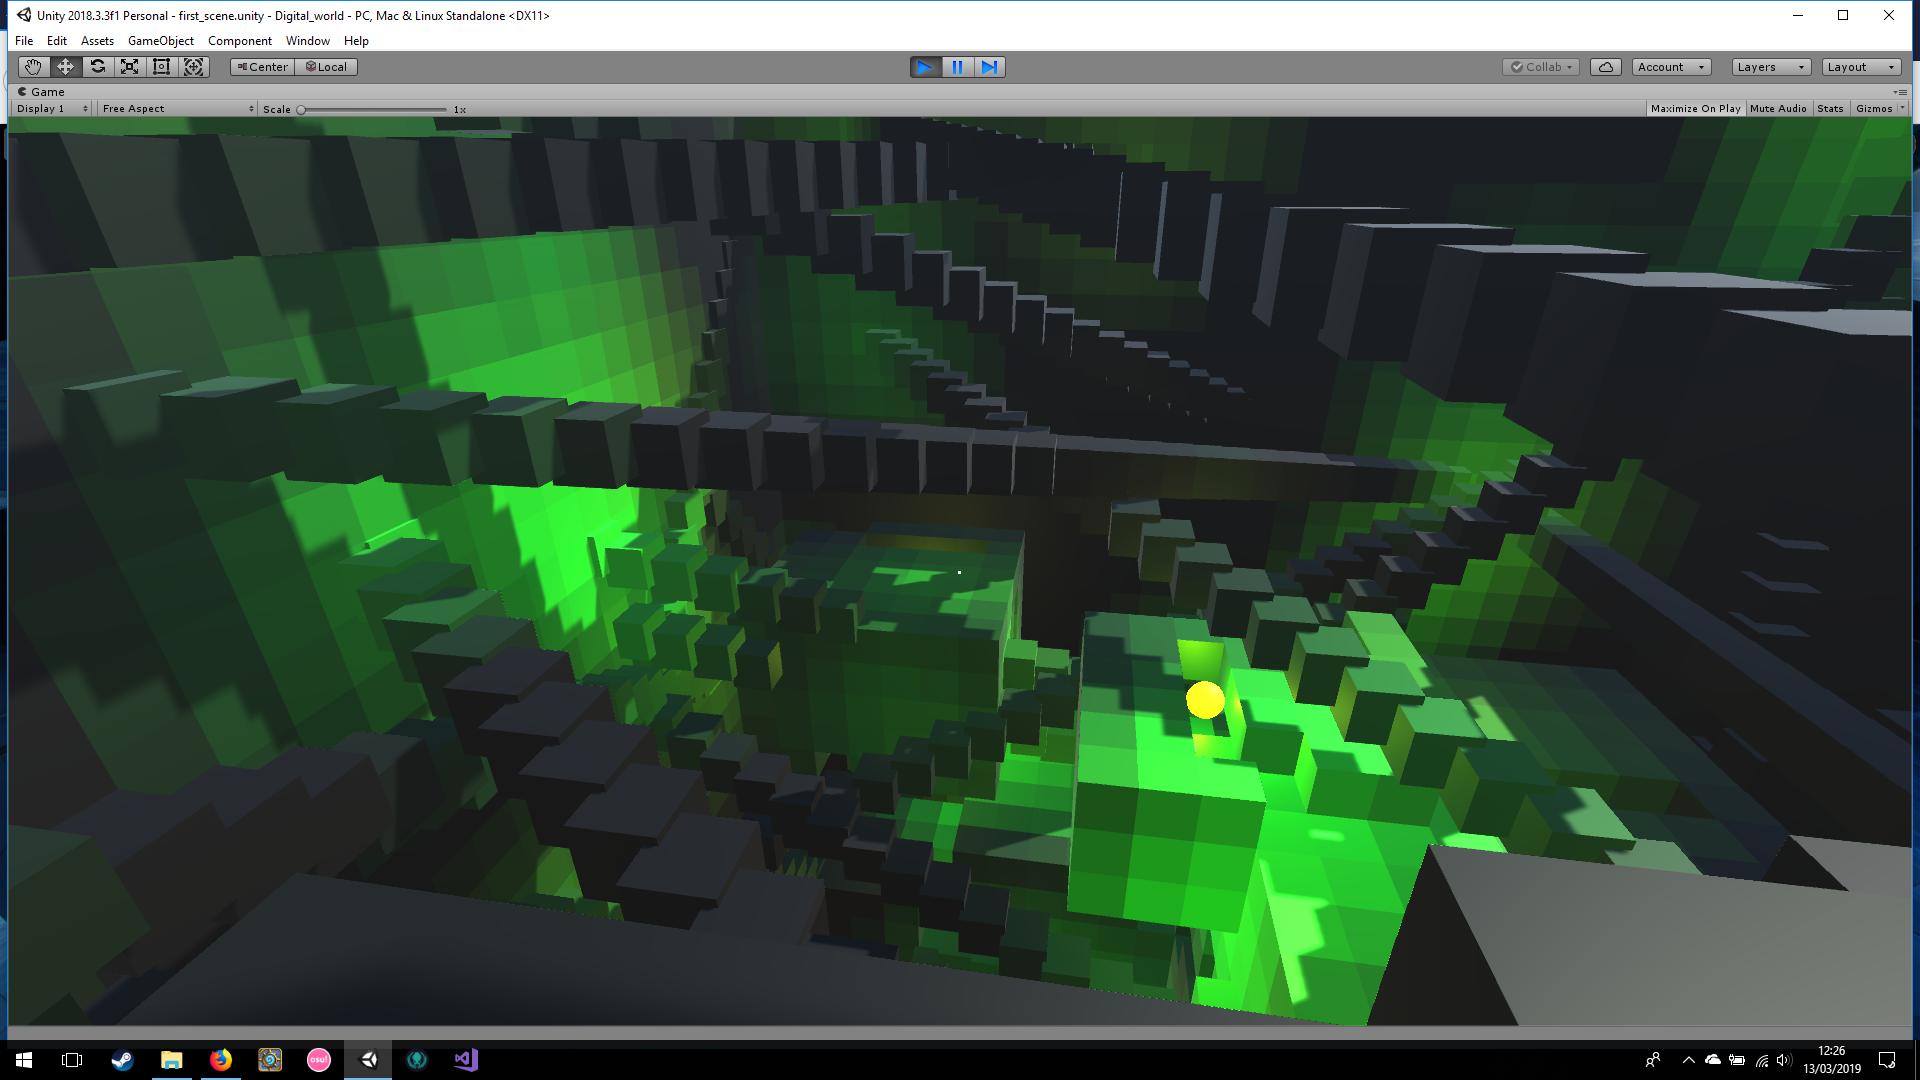 Unity 2018.3.3f1 Personal - first_scene.unity - Digital_world - PC, Mac & Linux Standalone <DX11>
File Edit Assets GameObject Component Window Help
Center Local Collab Account Layers Layout
Game
Display 1 Free Aspect Scale 1x Maximize On Play Mute Audio Stats Gizmos
osu!
12:26
13/03/2019